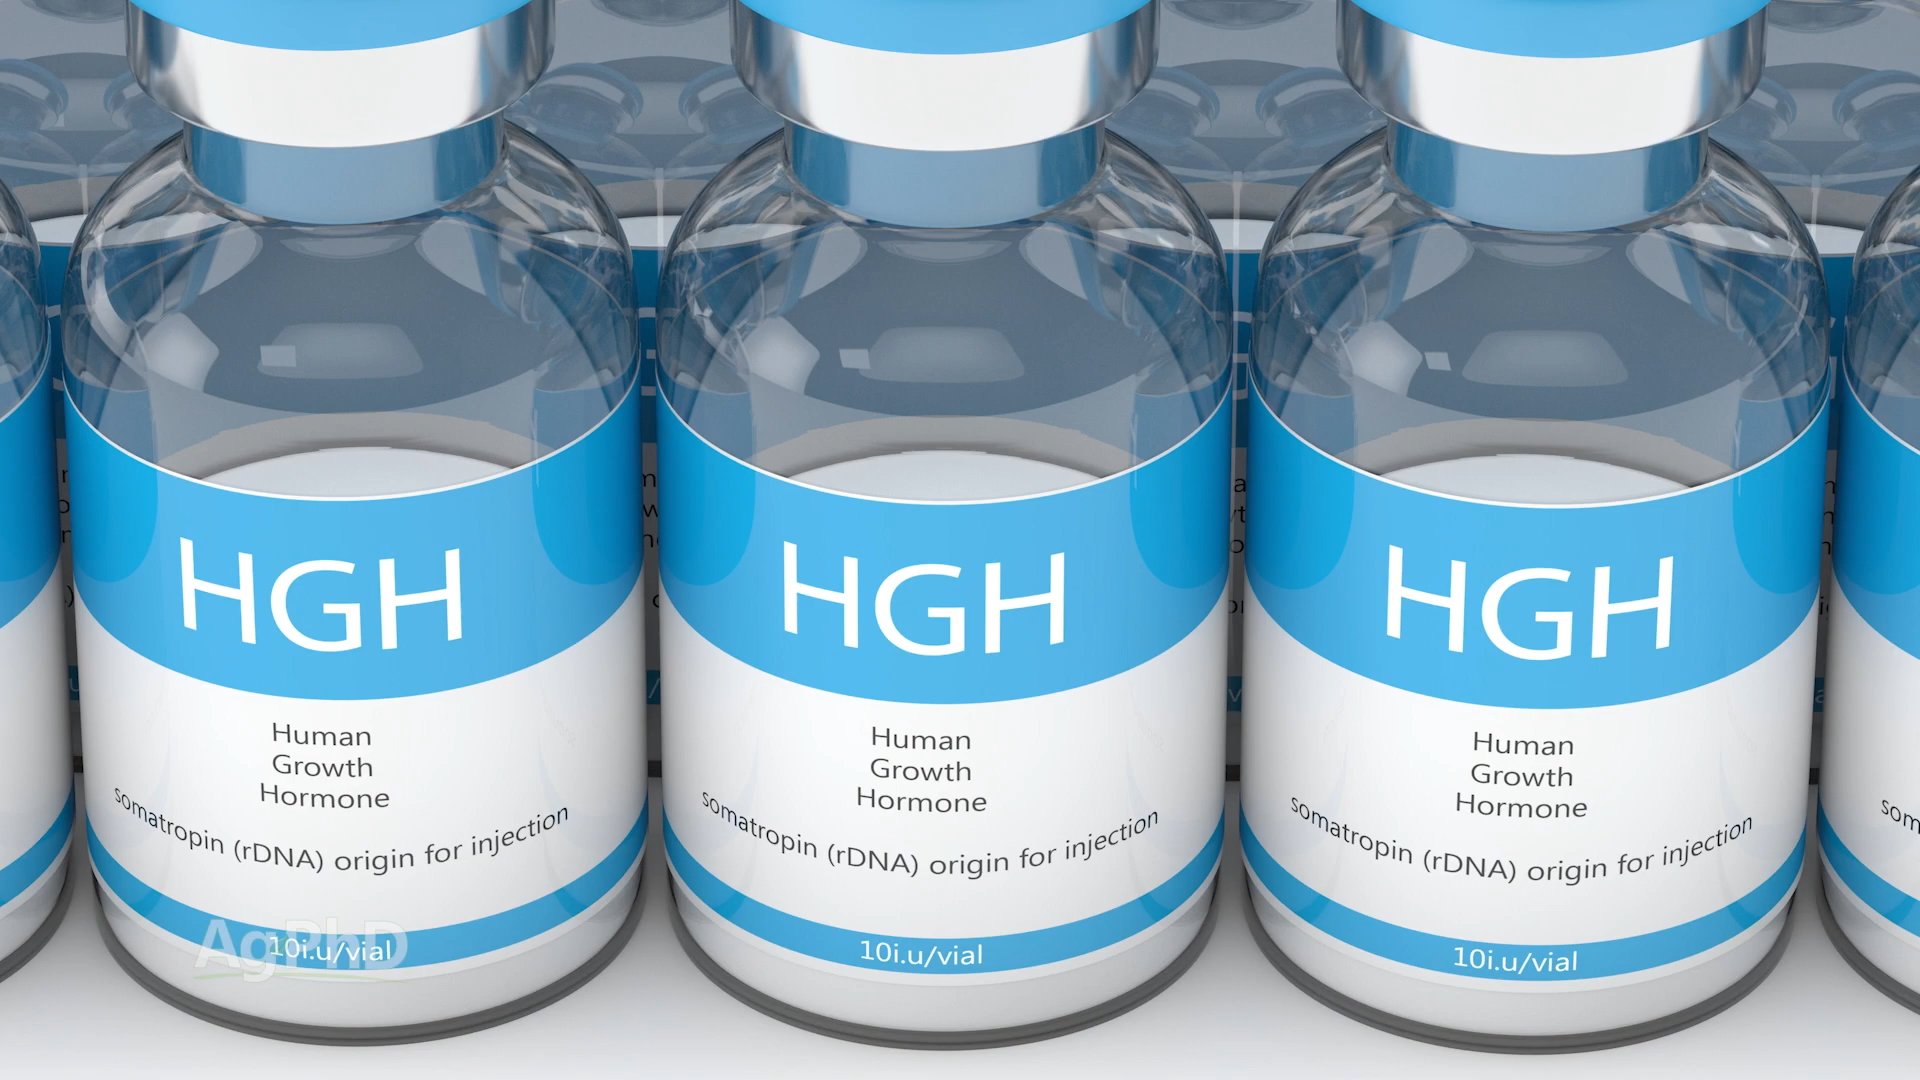 HGH
Human
Growth
Hormone
somatropin (rDNA) origin for injection
10i.u/vial
HGH
Human
Growth
Hormone
somatropin (rDNA) origin for injection
10i.u/vial
HGH
Human
Growth
Hormone
somatropin (rDNA) origin for injection
10i.u/vial
AgPhD